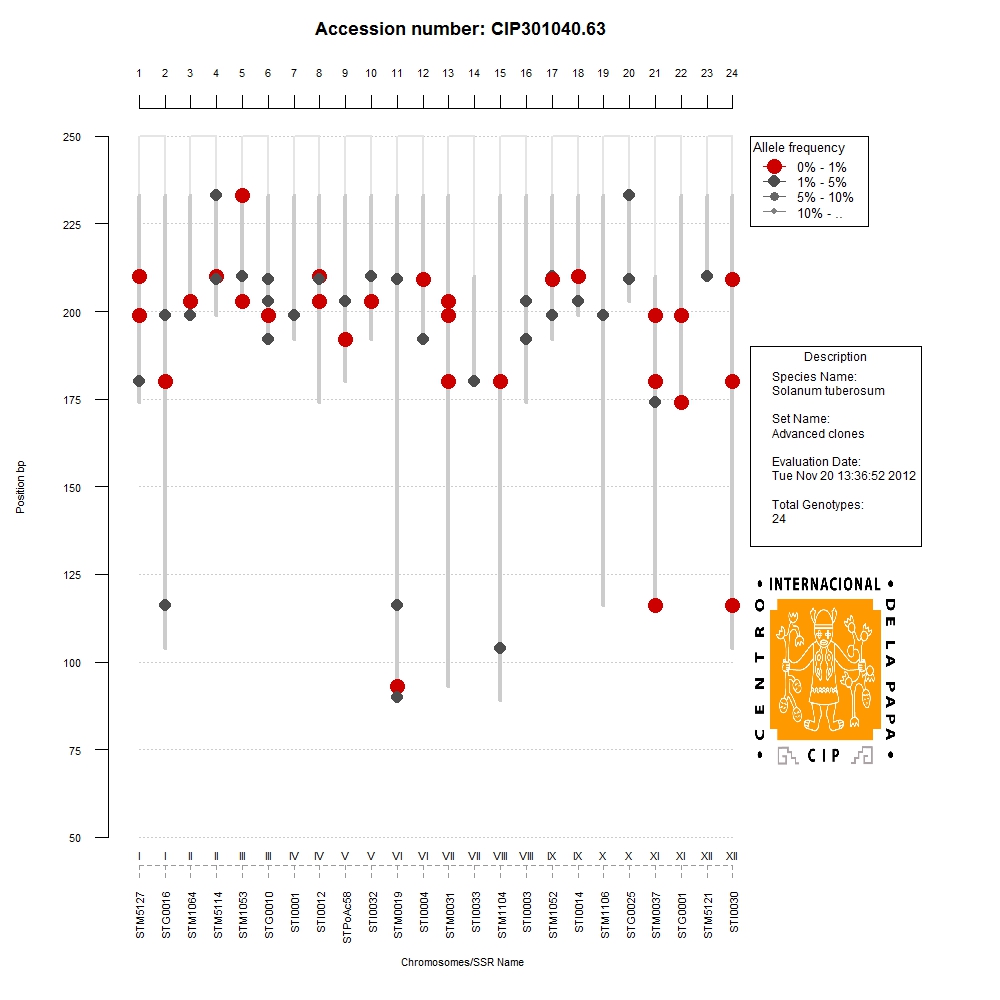 Accession number: CIP301040.63
1 2 3 4 5 6 7 8 9 10 11 12 13 14 15 16 17 18 19 20 21 22 23 24
250
225
200
175
150
125
100
75
50
Position bp
Allele frequency
0% - 1%
1% - 5%
5% - 10%
10% - ..
Description
Species Name:
Solanum tuberosum
Set Name:
Advanced clones
Evaluation Date:
Tue Nov 20 13:36:52 2012
Total Genotypes:
24
• INTERNACIONAL •
CENTRO
DE LA PAPA
• CIP •
I I II II III III IV IV V V VI VI VII VII VIII VIII IX IX X X XI XI XII XII
STM5127
STG0016
STM1064
STM5114
STM1053
STG0010
STI0001
STI0012
STPoAc58
STI0032
STM0019
STI0004
STM0031
STI0033
STM1104
STI0003
STM1052
STI0014
STM1106
STG0025
STM0037
STG0001
STM5121
STI0030
Chromosomes/SSR Name